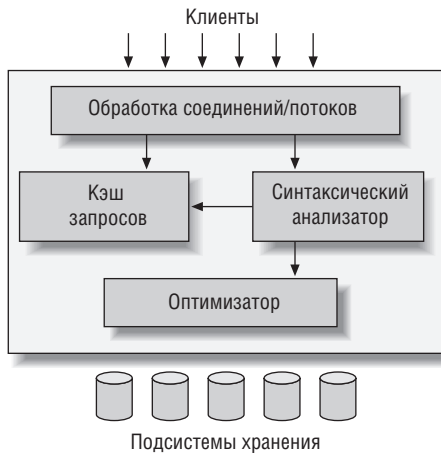 Клиенты
Обработка соединений/потоков
Кэш
запросов
Синтаксический
анализатор
Оптимизатор
Подсистемы хранения